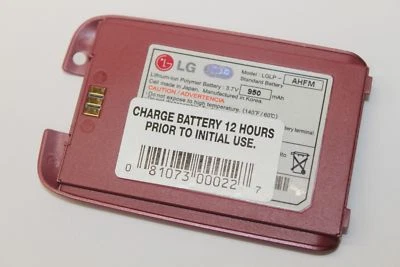 LG
Model : LGLP - AHFM
Standard Battery
Lithium-ion Polymer Battery : 3.7V 950 mAh
Cell made in Japan, Manufactured in Korea.
CAUTION / ADVERTENCIA
Do not expose to high temperature. (140°F / 60°C)
CHARGE BATTERY 12 HOURS
PRIOR TO INITIAL USE.
0 81073 00022 7